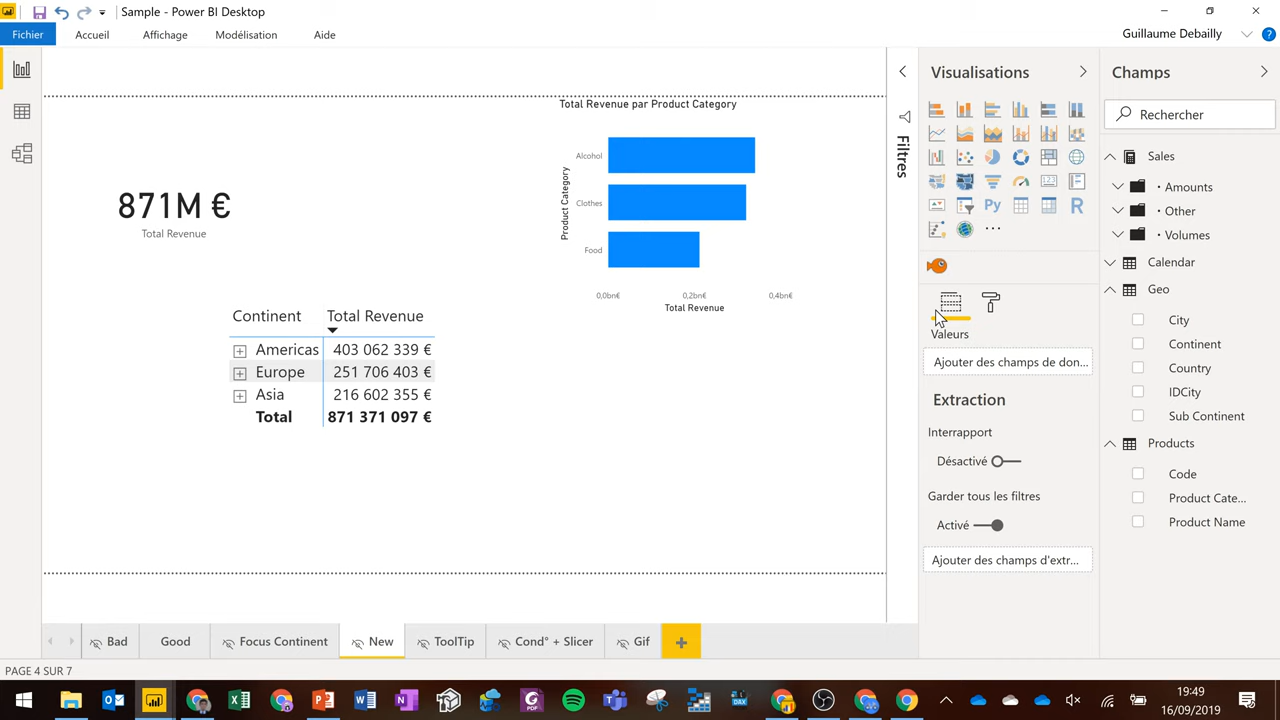 Sample - Power BI Desktop
Fichier
Accueil
Affichage
Modélisation
Aide
Guillaume Debailly
?
871M €
Total Revenue
Total Revenue par Product Category
Product Category
Alcohol
Clothes
Food
0,0bn€
0,2bn€
0,4bn€
Total Revenue
Continent
Total Revenue
Americas
403 062 339 €
Europe
251 706 403 €
Asia
216 602 355 €
Total
871 371 097 €
Filtres
Visualisations
123
Py
R
...
Valeurs
Ajouter des champs de don...
Extraction
Interrapport
Désactivé
Garder tous les filtres
Activé
Ajouter des champs d'extr...
Champs
Rechercher
Sales
• Amounts
• Other
• Volumes
Calendar
Geo
City
Continent
Country
IDCity
Sub Continent
Products
Code
Product Cate...
Product Name
Bad
Good
Focus Continent
New
ToolTip
Cond° + Slicer
Gif
+
PAGE 4 SUR 7
DAX
19:49
16/09/2019